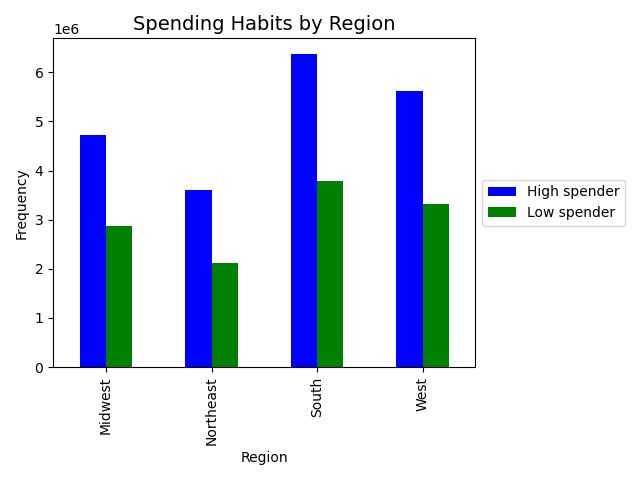 Spending Habits by Region
1e6
6
5
4
3
2
1
0
Frequency
Midwest
Northeast
South
West
Region
High spender
Low spender